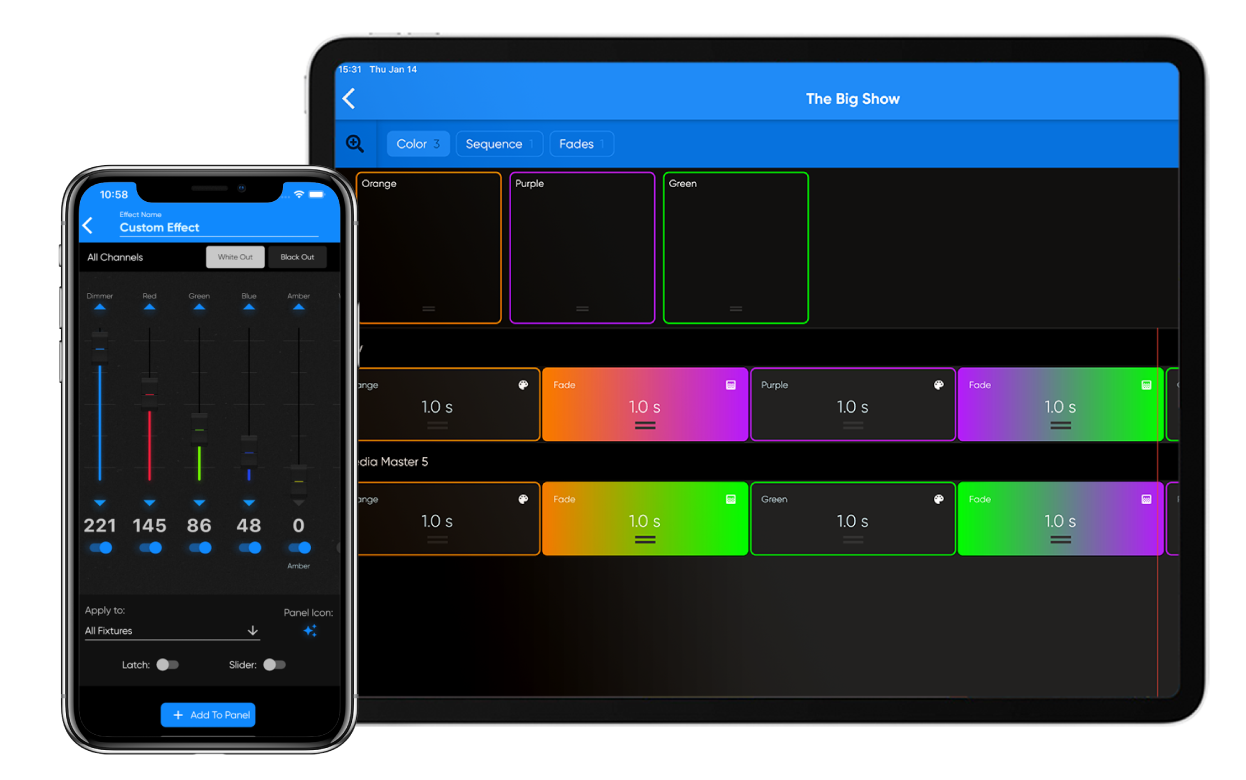 15:31 Thu Jan 14
The Big Show
Color 3 Sequence 1 Fades 1
Orange Purple Green
ange Fade Purple Fade
1.0 s 1.0 s 1.0 s 1.0 s
edia Master 5
ange Fade Green Fade
1.0 s 1.0 s 1.0 s 1.0 s
10:58
Effect Name
Custom Effect
All Channels White Out Black Out
Dimmer Red Green Blue Amber
221 145 86 48 0
Amber
Apply to: Panel Icon:
All Fixtures
Latch: Slider:
+ Add To Panel